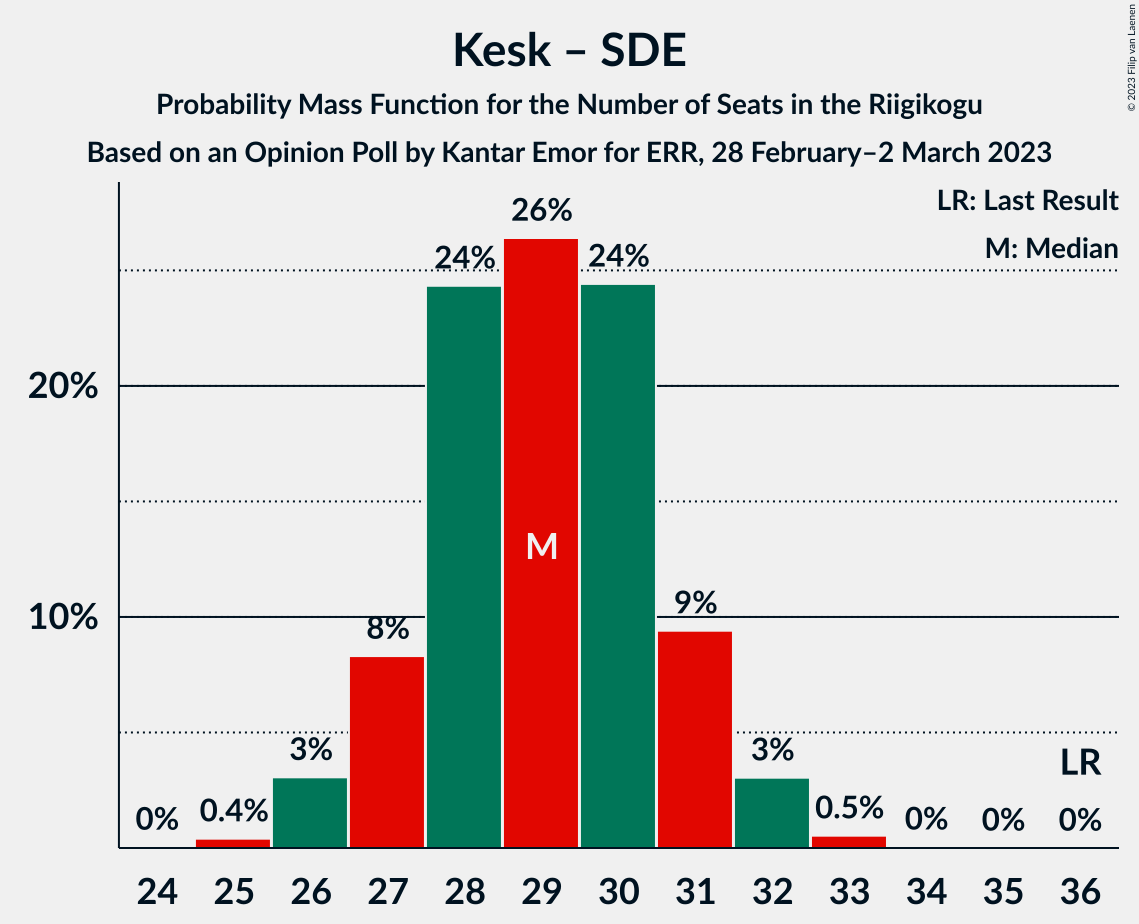 Kesk – SDE
Probability Mass Function for the Number of Seats in the Riigikogu
Based on an Opinion Poll by Kantar Emor for ERR, 28 February–2 March 2023
© 2023 Filip van Laenen
LR: Last Result
M: Median
20%
10%
0%
0.4%
3%
8%
24%
26%
M
24%
9%
3%
0.5%
0%
0%
LR
0%
24 25 26 27 28 29 30 31 32 33 34 35 36